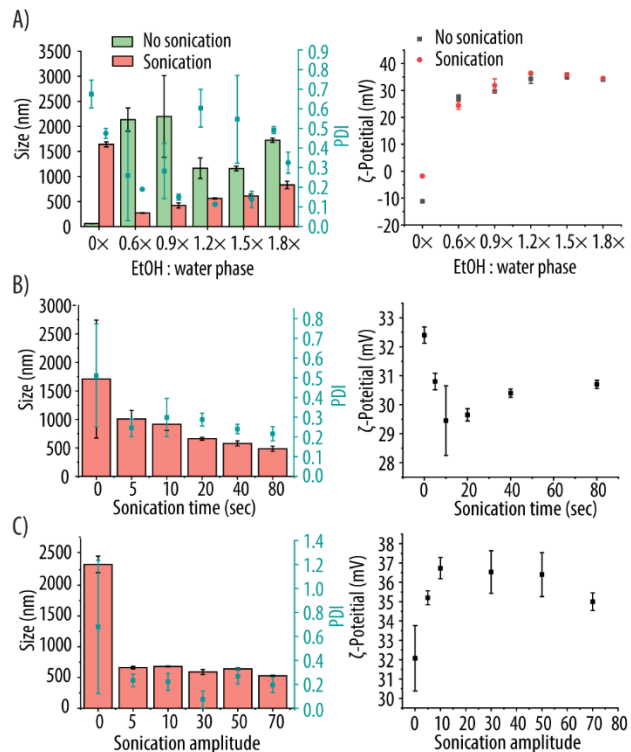 A)
No sonication
Sonication
Size (nm)
3500
3000
2500
2000
1500
1000
500
0
0.9
0.8
0.7
0.6
0.5
0.4
0.3
0.2
0.1
0.0
PDI
0× 0.6× 0.9× 1.2× 1.5× 1.8×
EtOH : water phase
No sonication
Sonication
ζ-Poteitial (mV)
50
40
30
20
10
0
-10
-20
0× 0.6× 0.9× 1.2× 1.5× 1.8×
EtOH : water phase
B)
Size (nm)
3000
2500
2000
1500
1000
500
0
0.8
0.7
0.6
0.5
0.4
0.3
0.2
0.1
0.0
PDI
0 5 10 20 40 80
Sonication time (sec)
ζ-Poteitial (mV)
33
32
31
30
29
28
0 20 40 60 80
Sonication time (sec)
C)
Size (nm)
2500
2000
1500
1000
500
0
1.4
1.2
1.0
0.8
0.6
0.4
0.2
0.0
PDI
0 5 10 30 50 70
Sonication amplitude
ζ-Poteitial (mV)
38
37
36
35
34
33
32
31
30
0 10 20 30 40 50 60 70 80
Sonication amplitude